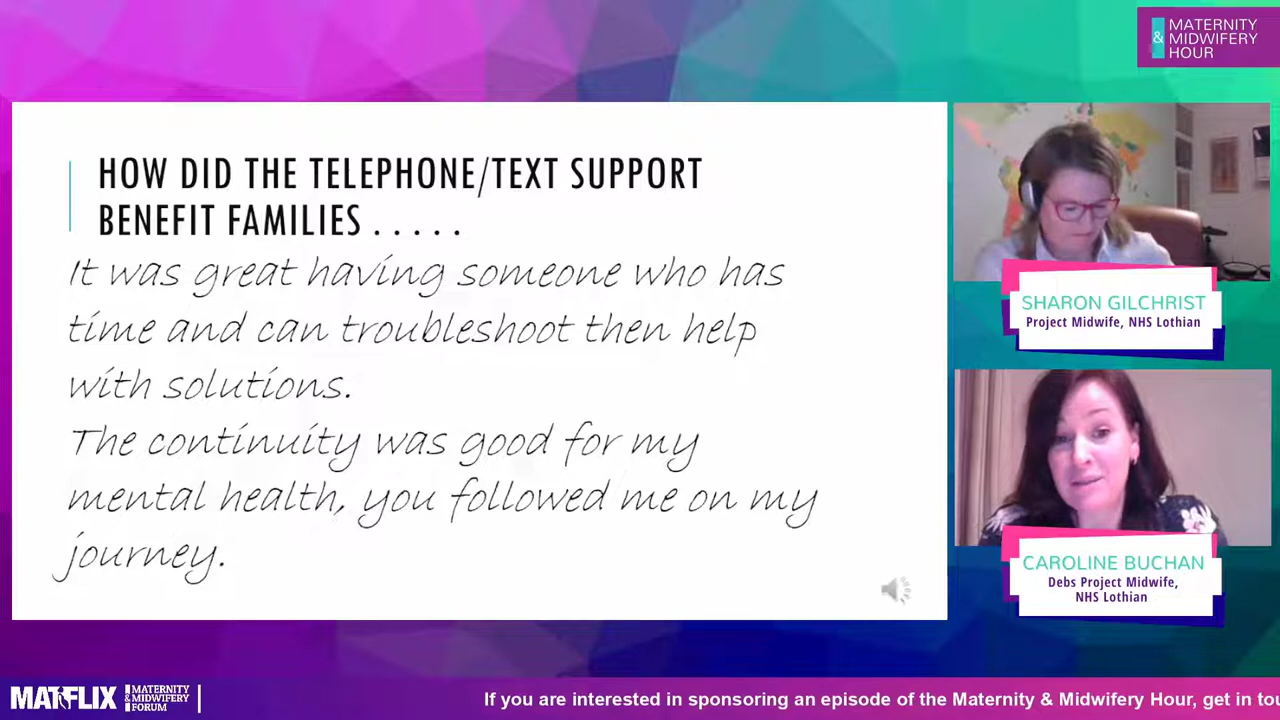 MATERNITY
& MIDWIFERY
HOUR
HOW DID THE TELEPHONE/TEXT SUPPORT
BENEFIT FAMILIES . . . . .
It was great having someone who has
time and can troubleshoot then help
with solutions.
The continuity was good for my
mental health, you followed me on my
journey.
SHARON GILCHRIST
Project Midwife, NHS Lothian
CAROLINE BUCHAN
Debs Project Midwife,
NHS Lothian
MATFLIX
MATERNITY
& MIDWIFERY
FORUM
If you are interested in sponsoring an episode of the Maternity & Midwifery Hour, get in tou